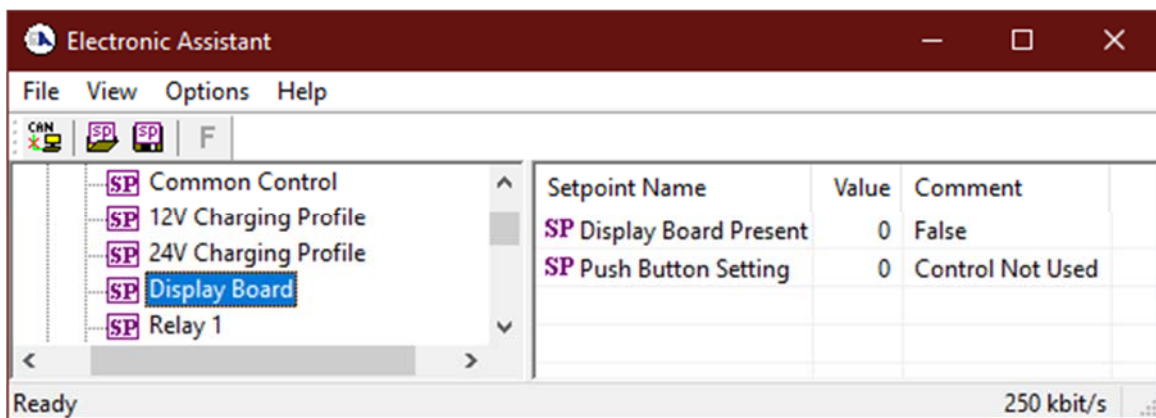 Electronic Assistant
File View Options Help
CAN SP SP F
SP Common Control
SP 12V Charging Profile
SP 24V Charging Profile
SP Display Board
SP Relay 1
Setpoint Name Value Comment
SP Display Board Present 0 False
SP Push Button Setting 0 Control Not Used
Ready 250 kbit/s